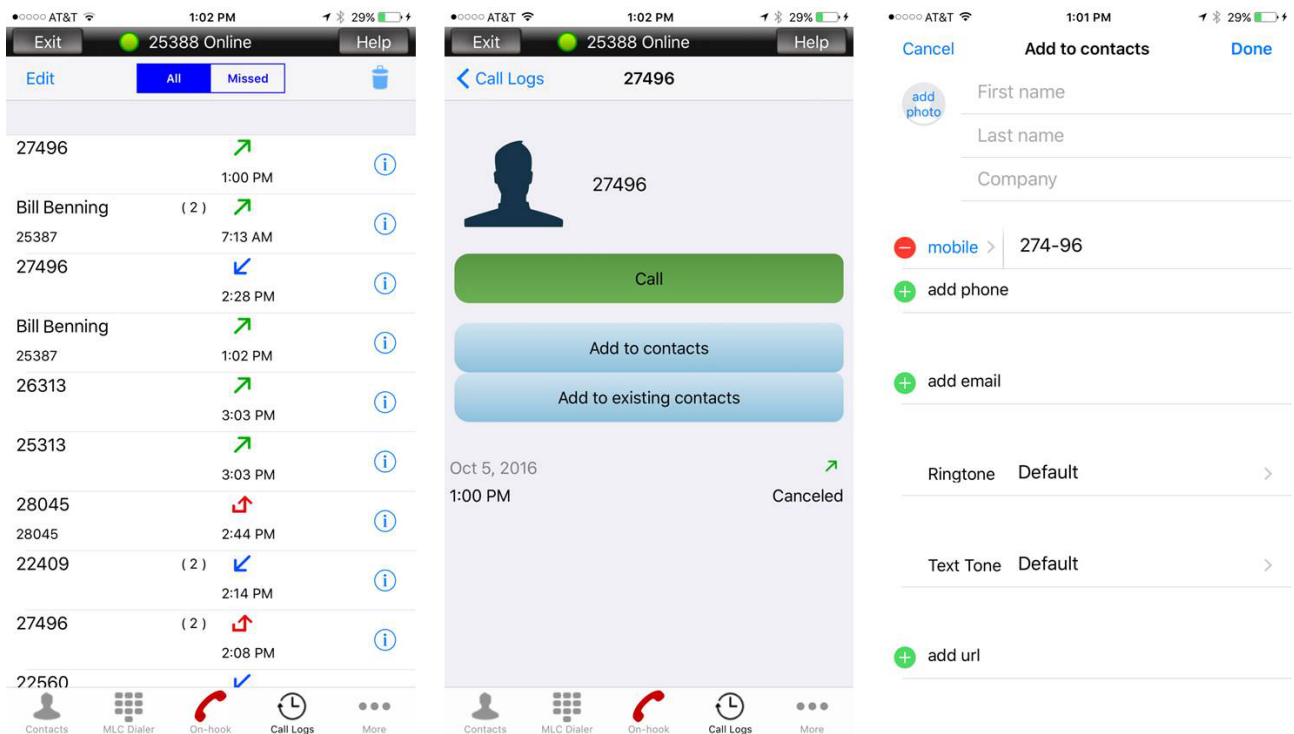 AT&T 1:02 PM 29%
Exit 25388 Online Help
Edit All Missed
27496
1:00 PM
Bill Benning (2)
25387 7:13 AM
27496
2:28 PM
Bill Benning
25387 1:02 PM
26313
3:03 PM
25313
3:03 PM
28045
28045 2:44 PM
22409 (2)
2:14 PM
27496 (2)
2:08 PM
22560
Contacts MLC Dialer On-hook Call Logs More
AT&T 1:02 PM 29%
Exit 25388 Online Help
Call Logs 27496
27496
Call
Add to contacts
Add to existing contacts
Oct 5, 2016
1:00 PM Canceled
Contacts MLC Dialer On-hook Call Logs More
AT&T 1:01 PM 29%
Cancel Add to contacts Done
add
photo
First name
Last name
Company
mobile 274-96
add phone
add email
Ringtone Default
Text Tone Default
add url